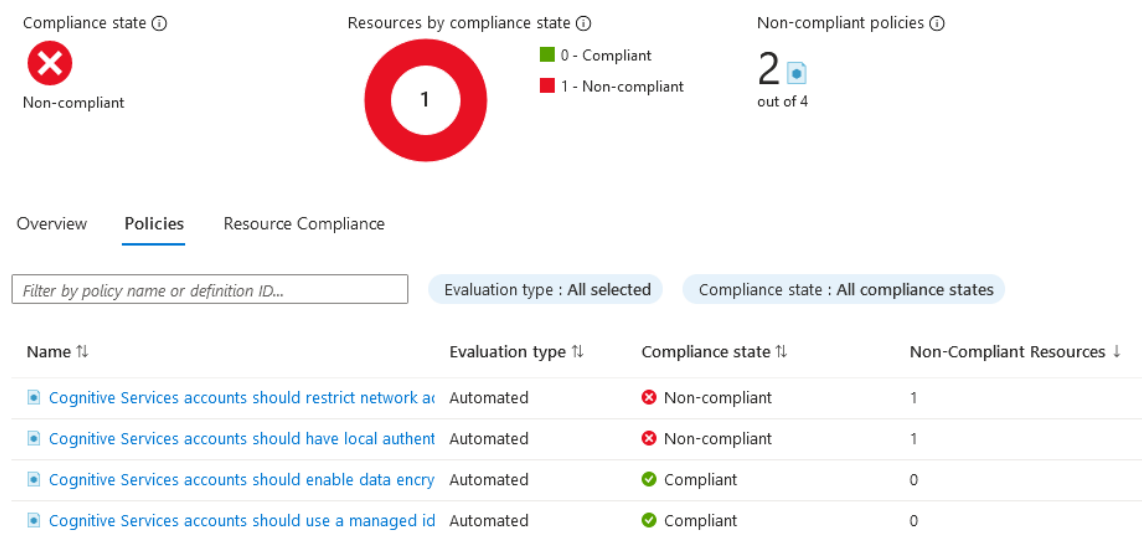 Compliance state
Non-compliant
Resources by compliance state
1
0 - Compliant
1 - Non-compliant
Non-compliant policies
2
out of 4
Overview Policies Resource Compliance
Filter by policy name or definition ID...
Evaluation type : All selected
Compliance state : All compliance states
Name Evaluation type Compliance state Non-Compliant Resources
Cognitive Services accounts should restrict network ac Automated Non-compliant 1
Cognitive Services accounts should have local authent Automated Non-compliant 1
Cognitive Services accounts should enable data encry Automated Compliant 0
Cognitive Services accounts should use a managed id Automated Compliant 0